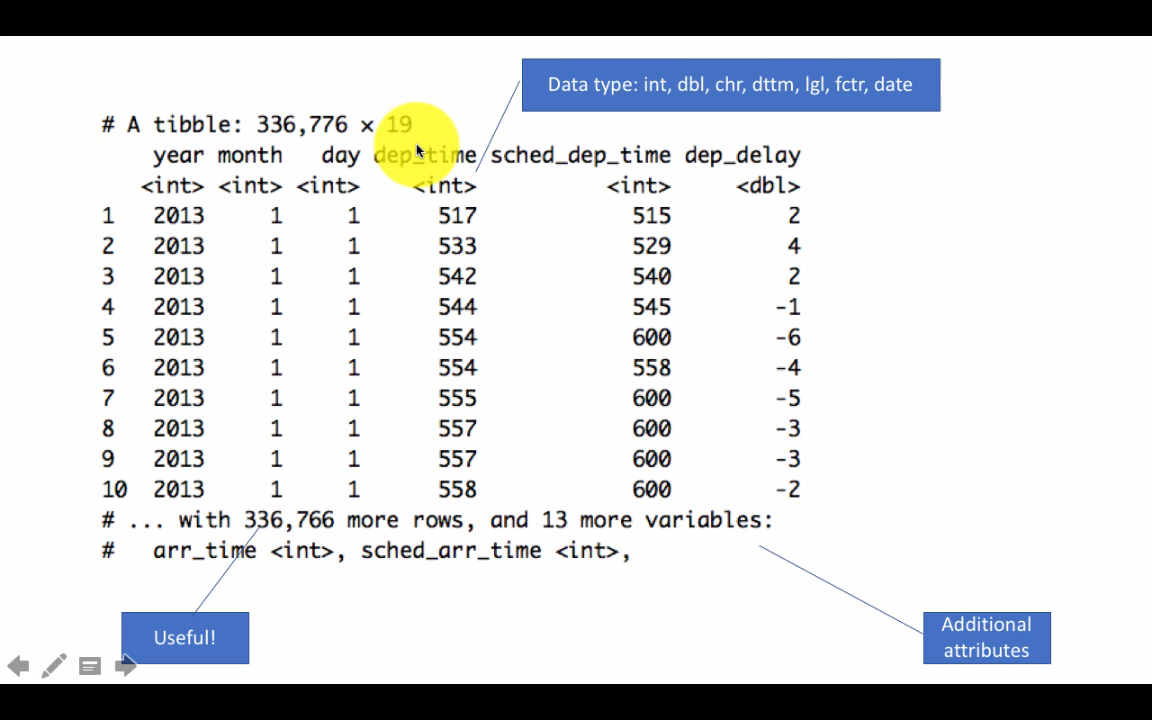 Data type: int, dbl, chr, dttm, lgl, fctr, date
# A tibble: 336,776 × 19
year month day dep_time sched_dep_time dep_delay
<int> <int> <int> <int> <int> <dbl>
1 2013 1 1 517 515 2
2 2013 1 1 533 529 4
3 2013 1 1 542 540 2
4 2013 1 1 544 545 -1
5 2013 1 1 554 600 -6
6 2013 1 1 554 558 -4
7 2013 1 1 555 600 -5
8 2013 1 1 557 600 -3
9 2013 1 1 557 600 -3
10 2013 1 1 558 600 -2
# ... with 336,766 more rows, and 13 more variables:
# arr_time <int>, sched_arr_time <int>,
Useful!
Additional
attributes